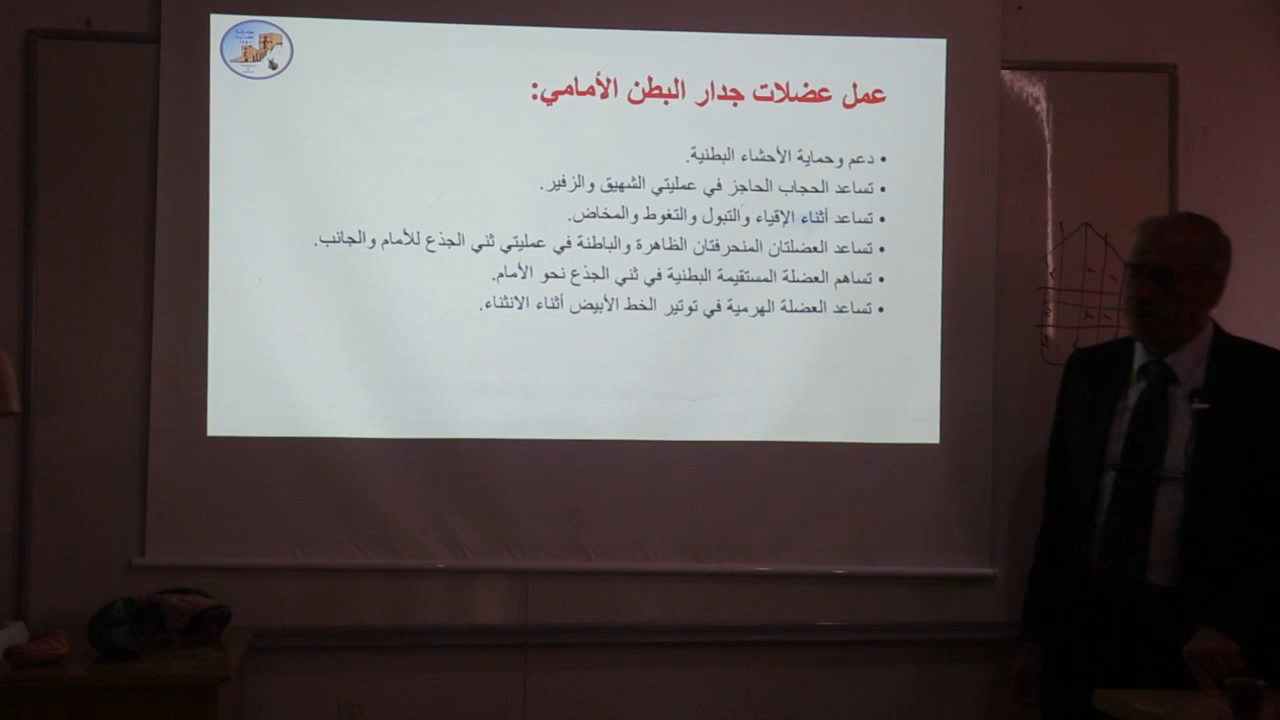 عمل عضلات جدار البطن الأمامي:
• دعم وحماية الأحشاء البطنية.
• تساعد الحجاب الحاجز في عمليتي الشهيق والزفير.
• تساعد أثناء الإقياء والتبول والتغوط والمخاض.
• تساعد العضلتان المنحرفتان الظاهرة والباطنة في عمليتي ثني الجذع للأمام والجانب.
• تساهم العضلة المستقيمة البطنية في ثني الجذع نحو الأمام.
• تساعد العضلة الهرمية في توتير الخط الأبيض أثناء الانثناء.